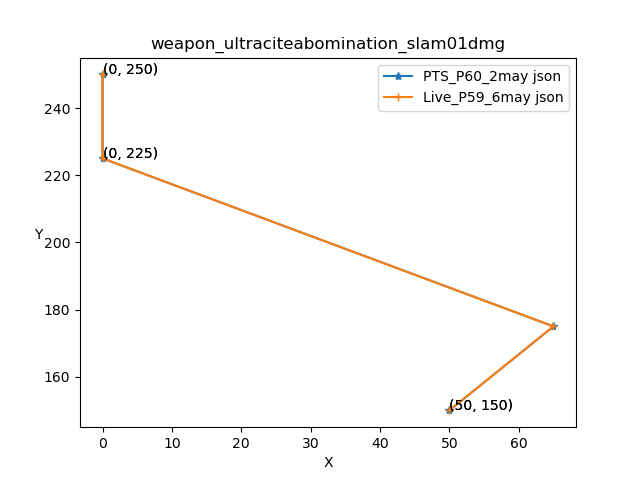 weapon_ultraciteabomination_slam01dmg
PTS_P60_2may json
Live_P59_6may json
(0, 250)
(0, 225)
(50, 150)
Y
240
220
200
180
160
0 10 20 30 40 50 60
X